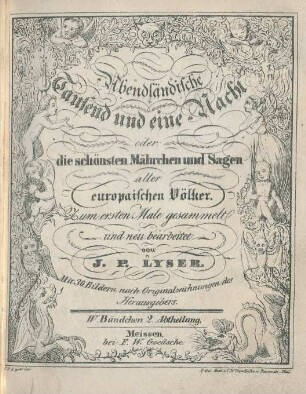 Abendländische
Tausend und eine Nacht
oder
die schönsten Mährchen und Sagen
aller
europäischen Völker.
Zum ersten Male gesammelt
und neu bearbeitet
von
J. P. LYSER.
Mit 30 Bildern nach Originalzeichnungen des
Herausgebers.
IV Bändchen 2 Abtheilung.
Meissen,
bei F. W. Goedsche.